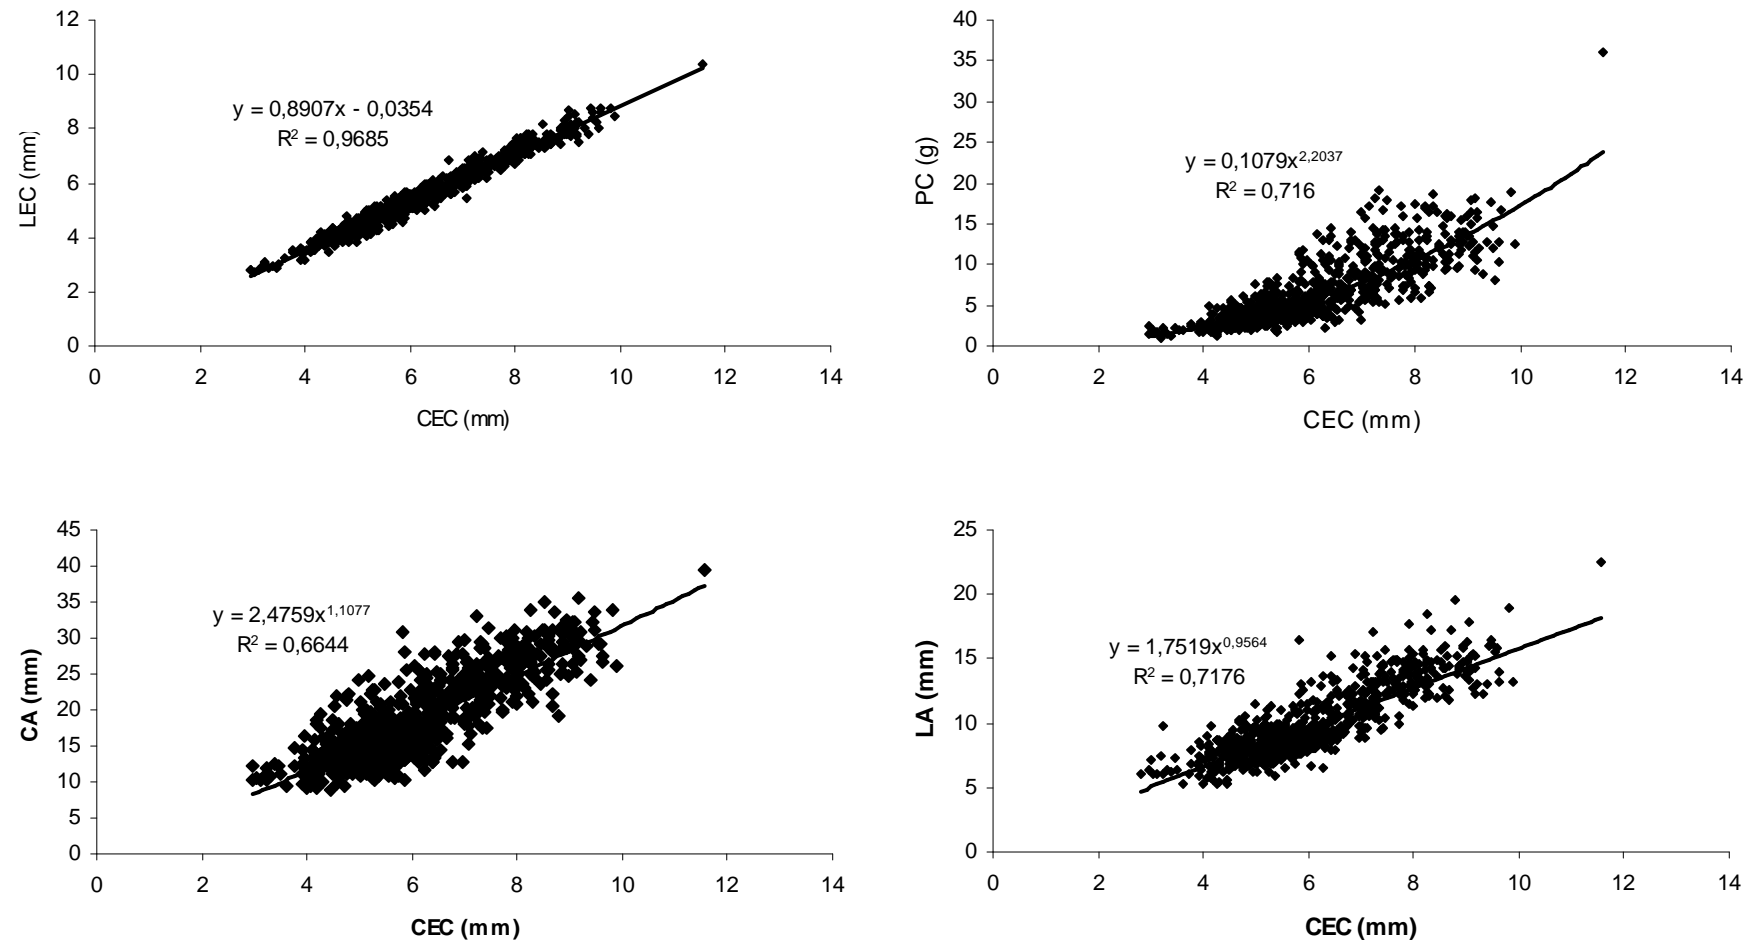 12
10
8
6
4
2
0
LEC (mm)
y = 0,8907x - 0,0354
R² = 0,9685
0 2 4 6 8 10 12 14
CEC (mm)
40
35
30
25
20
15
10
5
0
PC (g)
y = 0,1079x^2,2037
R² = 0,716
0 2 4 6 8 10 12 14
CEC (mm)
45
40
35
30
25
20
15
10
5
0
CA (mm)
y = 2,4759x^1,1077
R² = 0,6644
0 2 4 6 8 10 12 14
CEC (mm)
25
20
15
10
5
0
LA (mm)
y = 1,7519x^0,9564
R² = 0,7176
0 2 4 6 8 10 12 14
CEC (mm)